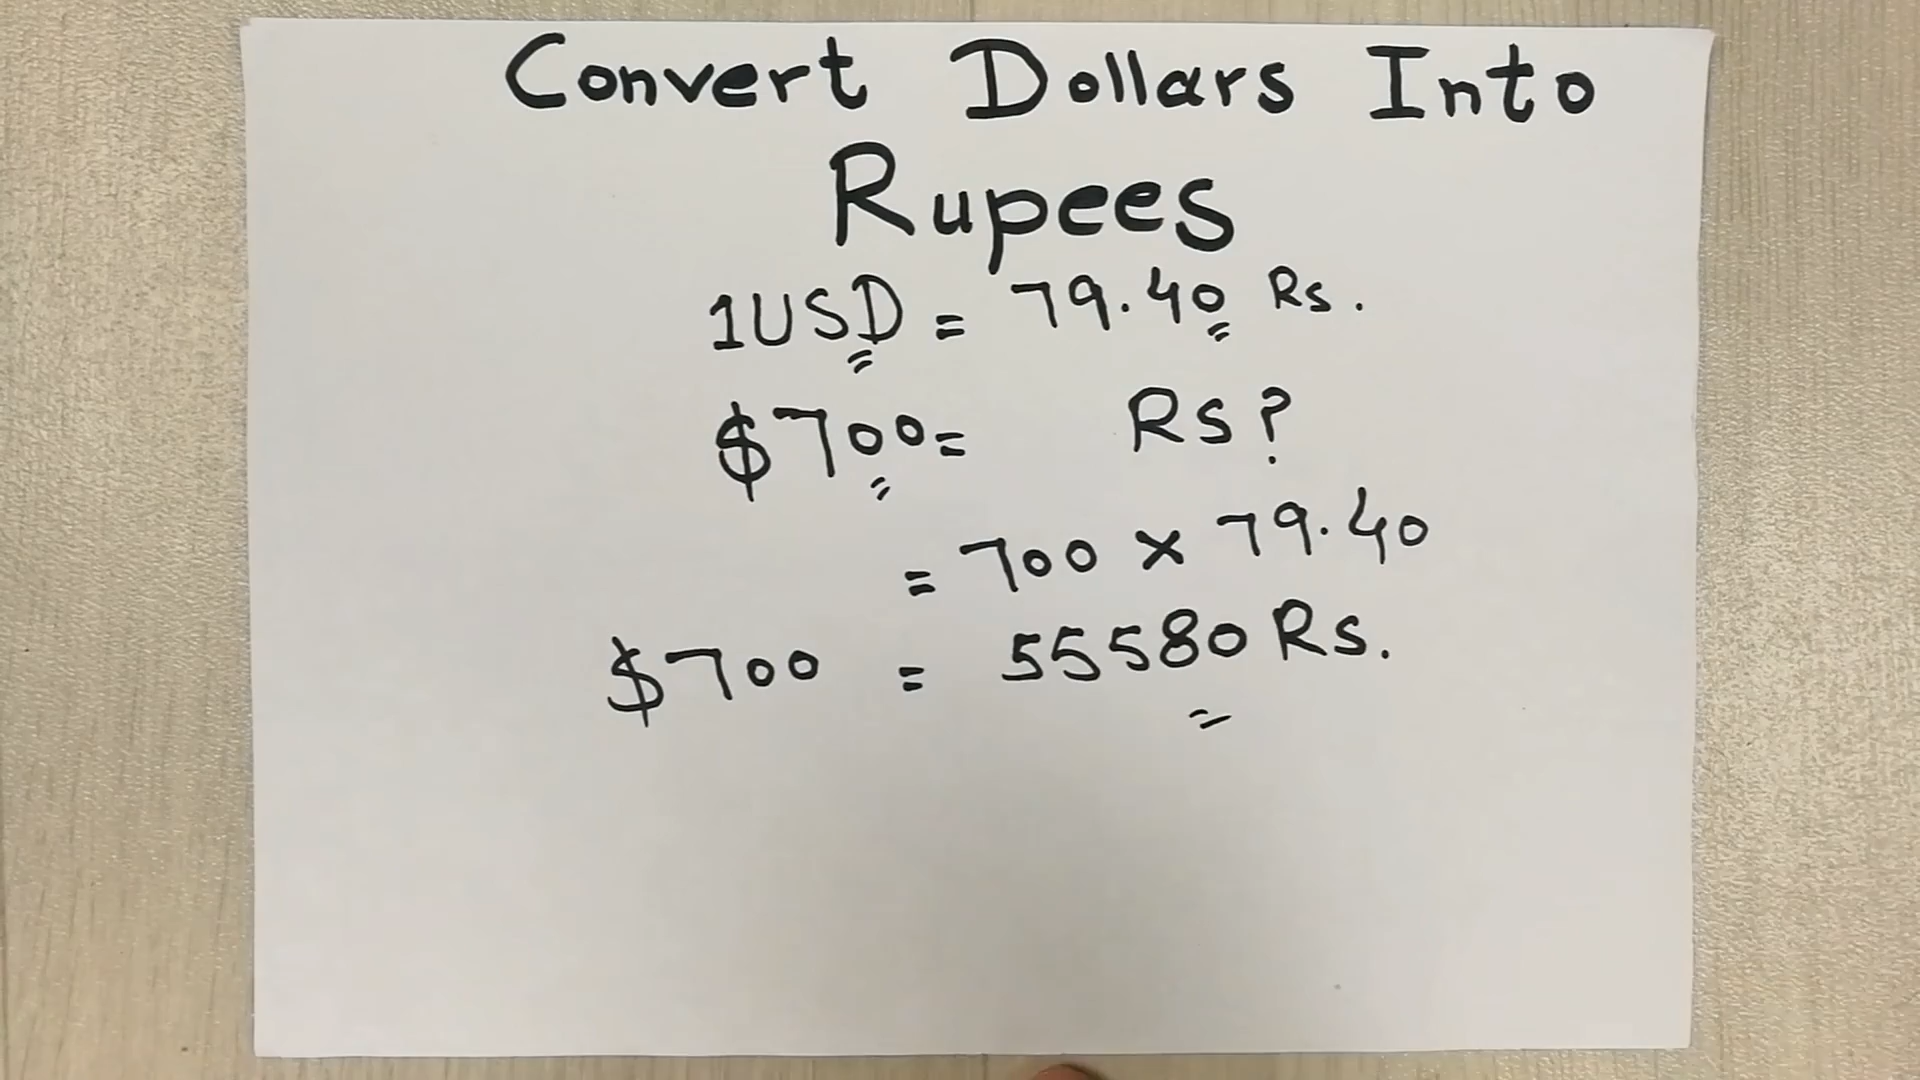 Convert Dollars Into
Rupees
1USD = 79.40 Rs.
$700= Rs?
= 700 × 79.40
$700 = 55580 Rs.